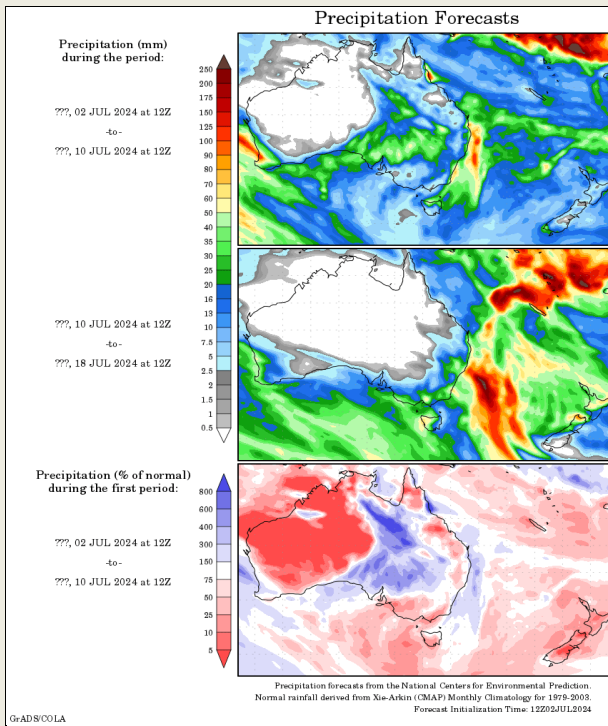 Precipitation Forecasts
Precipitation (mm)
during the period:
???, 02 JUL 2024 at 12Z
-to-
???, 10 JUL 2024 at 12Z
250
200
175
150
125
100
90
80
70
60
50
40
35
30
25
20
16
13
10
7.5
5
2.5
2
1.5
1
0.5
???, 10 JUL 2024 at 12Z
-to-
???, 18 JUL 2024 at 12Z
Precipitation (% of normal)
during the first period:
???, 02 JUL 2024 at 12Z
-to-
???, 10 JUL 2024 at 12Z
800
600
400
300
150
75
50
25
10
5
Precipitation forecasts from the National Centers for Environmental Prediction.
Normal rainfall derived from Xie-Arkin (CMAP) Monthly Climatology for 1979-2003.
Forecast Initialization Time: 12Z02JUL2024
GrADS/COLA